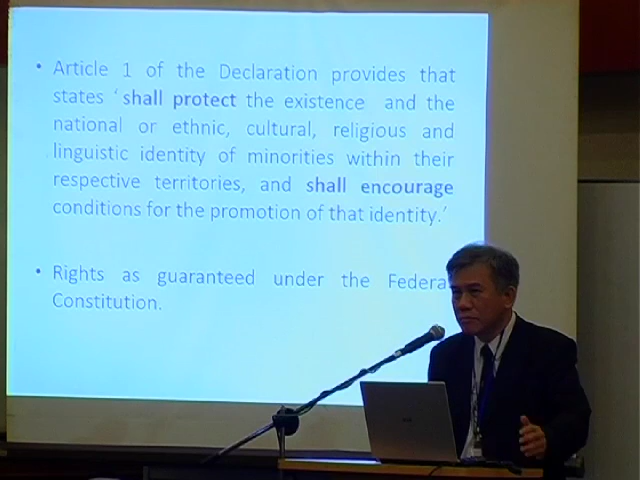 • Article 1 of the Declaration provides that
states ‘shall protect the existence and the
national or ethnic, cultural, religious and
linguistic identity of minorities within their
respective territories, and shall encourage
conditions for the promotion of that identity.’
• Rights as guaranteed under the Federal
Constitution.